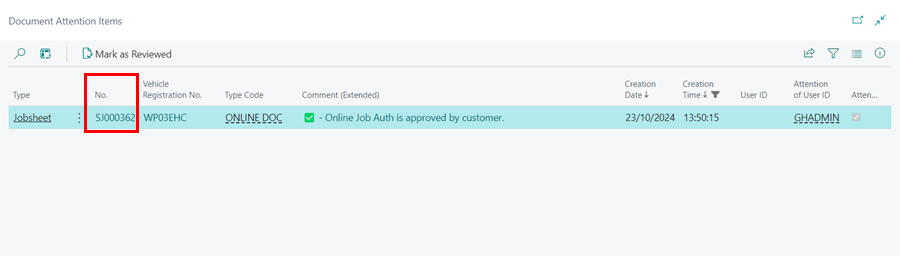 Document Attention Items
Mark as Reviewed
Type
No.
Vehicle
Registration No.
Type Code
Comment (Extended)
Creation
Date↓
Creation
Time↓
User ID
Attention
of User ID
Atten...
Jobsheet
SJ000362
WP03EHC
ONLINE DOC
- Online Job Auth is approved by customer.
23/10/2024
13:50:15
GHADMIN